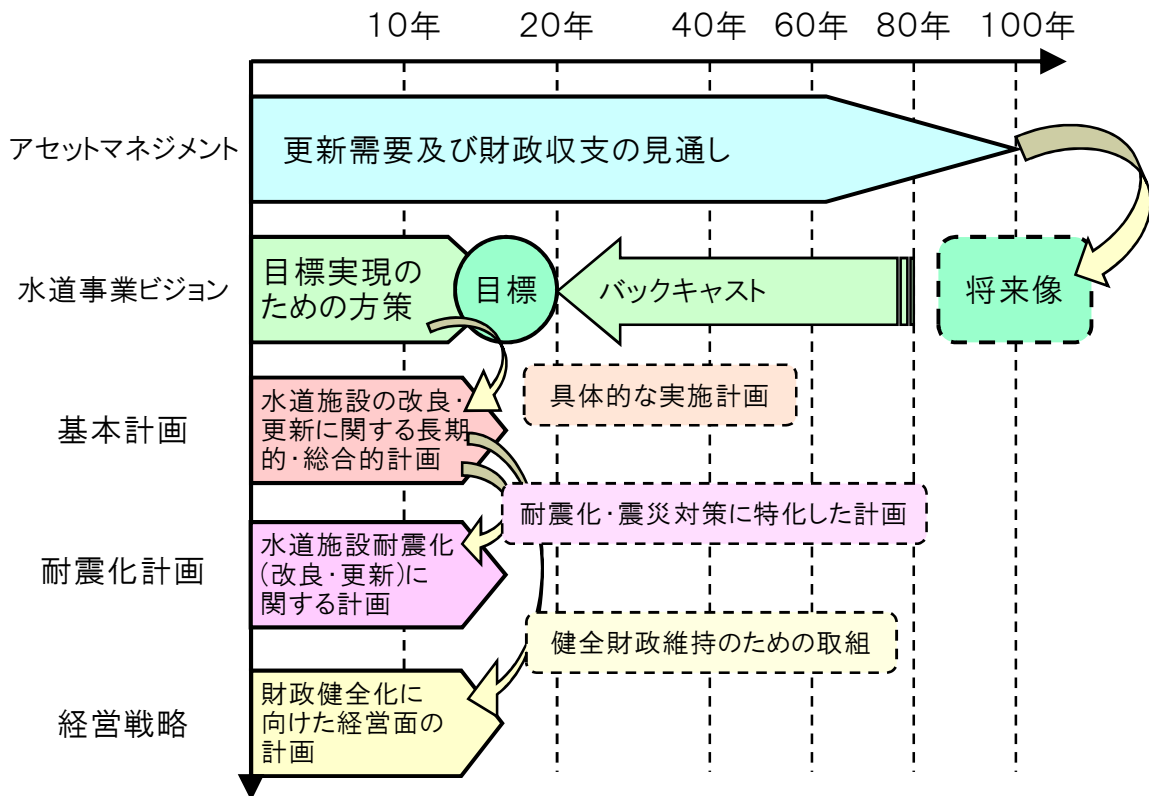 10年 20年 40年 60年 80年 100年
アセットマネジメント
更新需要及び財政収支の見通し
水道事業ビジョン
目標実現の
ための方策
目標
バックキャスト
将来像
基本計画
水道施設の改良・
更新に関する長期
的・総合的計画
具体的な実施計画
耐震化・震災対策に特化した計画
耐震化計画
水道施設耐震化
(改良・更新)に
関する計画
健全財政維持のための取組
経営戦略
財政健全化に
向けた経営面の
計画